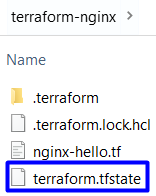 terraform-nginx
Name
.terraform
.terraform.lock.hcl
nginx-hello.tf
terraform.tfstate